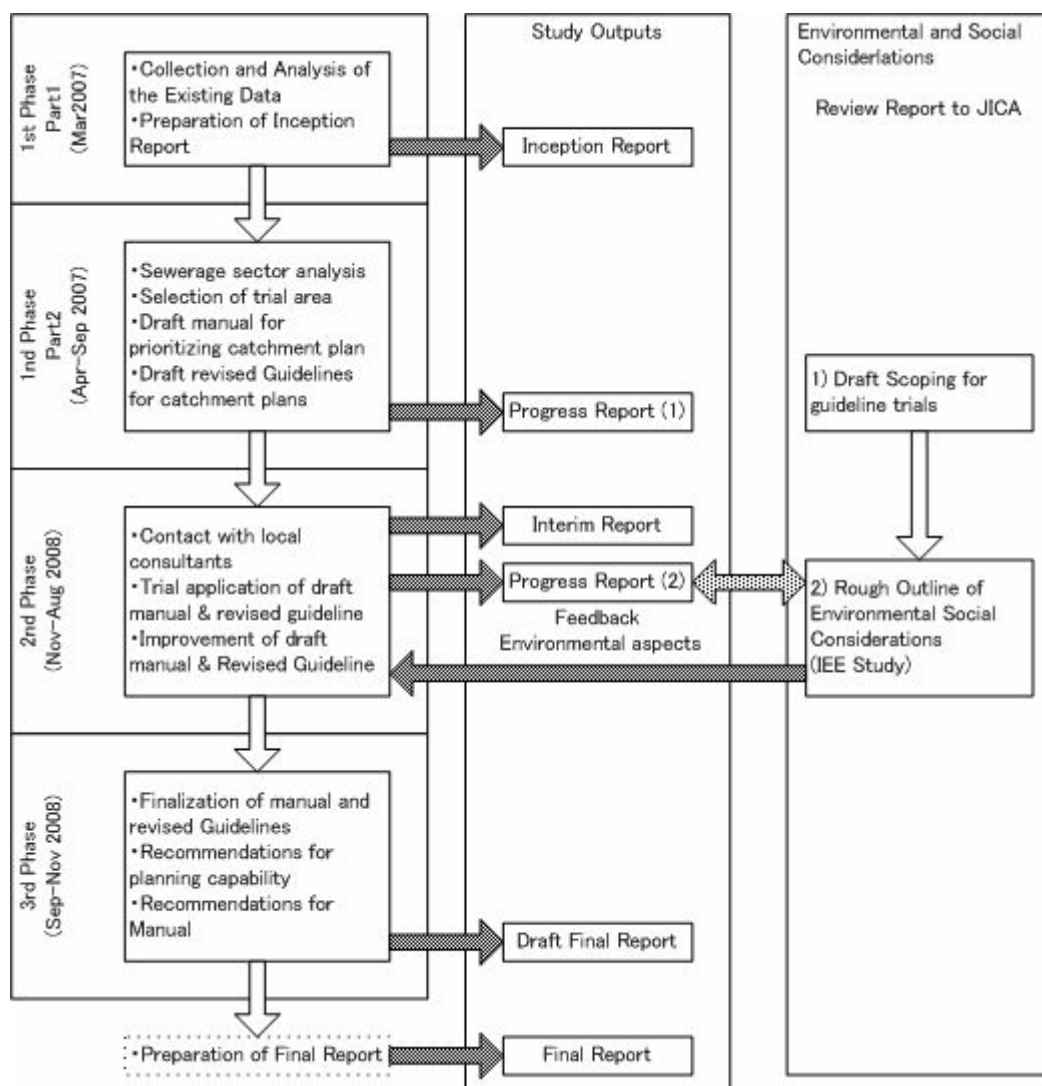 1st Phase
Part1
(Mar2007)
・Collection and Analysis of
the Existing Data
・Preparation of Inception
Report
1nd Phase
Part2
(Apr-Sep 2007)
・Sewerage sector analysis
・Selection of trial area
・Draft manual for
prioritizing catchment plan
・Draft revised Guidelines
for catchment plans
2nd Phase
(Nov-Aug 2008)
・Contact with local
consultants
・Trial application of draft
manual & revised guideline
・Improvement of draft
manual & Revised Guideline
3rd Phase
(Sep-Nov 2008)
・Finalization of manual and
revised Guidelines
・Recommendations for
planning capability
・Recommendations for
Manual
・Preparation of Final Report
Study Outputs
Inception Report
Progress Report (1)
Interim Report
Progress Report (2)
Feedback
Environmental aspects
Draft Final Report
Final Report
Environmental and Social
Considerlations
Review Report to JICA
1) Draft Scoping for
guideline trials
2) Rough Outline of
Environmental Social
Considerations
(IEE Study)